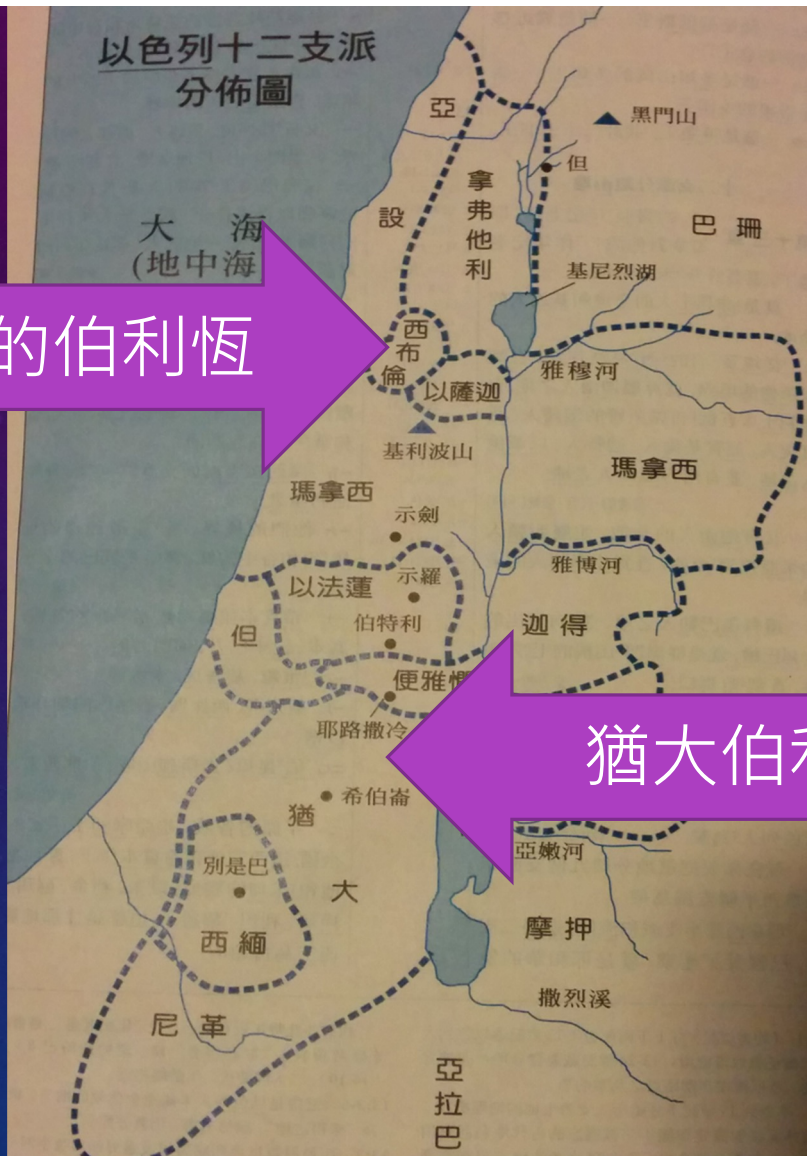 以色列十二支派
分佈圖
亞設
黑門山
但
拿弗他利
大海
(地中海
巴珊
基尼烈湖
的伯利恆
西布倫
以薩迦
雅穆河
基利波山
瑪拿西
瑪拿西
示劍
雅博河
以法蓮
示羅
迦得
但
伯特利
便雅憫
耶路撒冷
猶大伯利
希伯崙
猶大
亞嫩河
別是巴
西緬
摩押
撒烈溪
尼革
亞拉巴